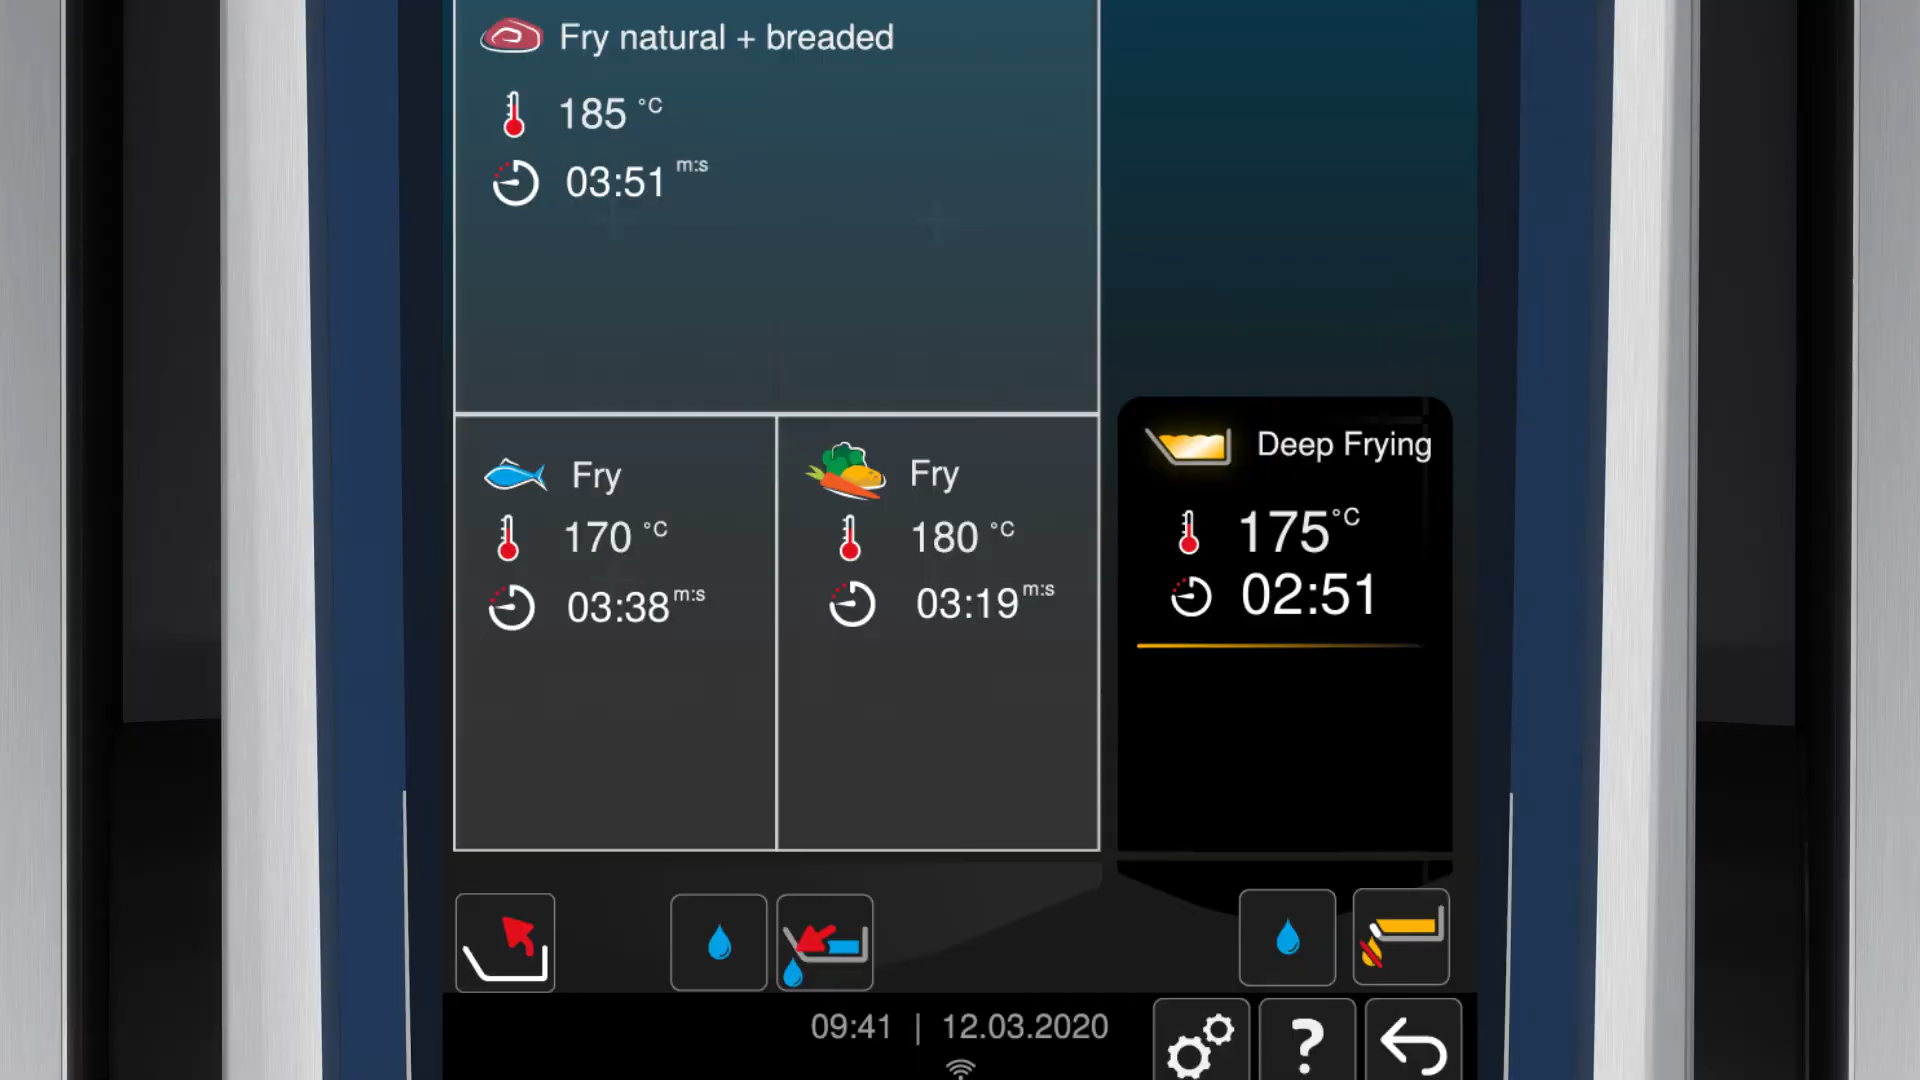 Fry natural + breaded
185 °C
03:51 m:s
Fry
170 °C
03:38 m:s
Fry
180 °C
03:19 m:s
Deep Frying
175 °C
02:51
09:41 | 12.03.2020
?